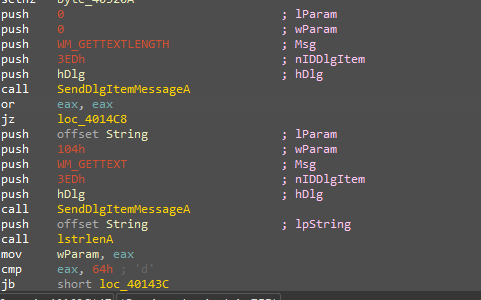 push 0 ; lParam
push 0 ; wParam
push WM_GETTEXTLENGTH ; Msg
push 3EDh ; nIDDlgItem
push hDlg ; hDlg
call SendDlgItemMessageA
or eax, eax
jz loc_4014C8
push offset String ; lParam
push 104h ; wParam
push WM_GETTEXT ; Msg
push 3EDh ; nIDDlgItem
push hDlg ; hDlg
call SendDlgItemMessageA
push offset String ; lpString
call lstrlenA
mov wParam, eax
cmp eax, 64h ; 'd'
jb short loc_40143C